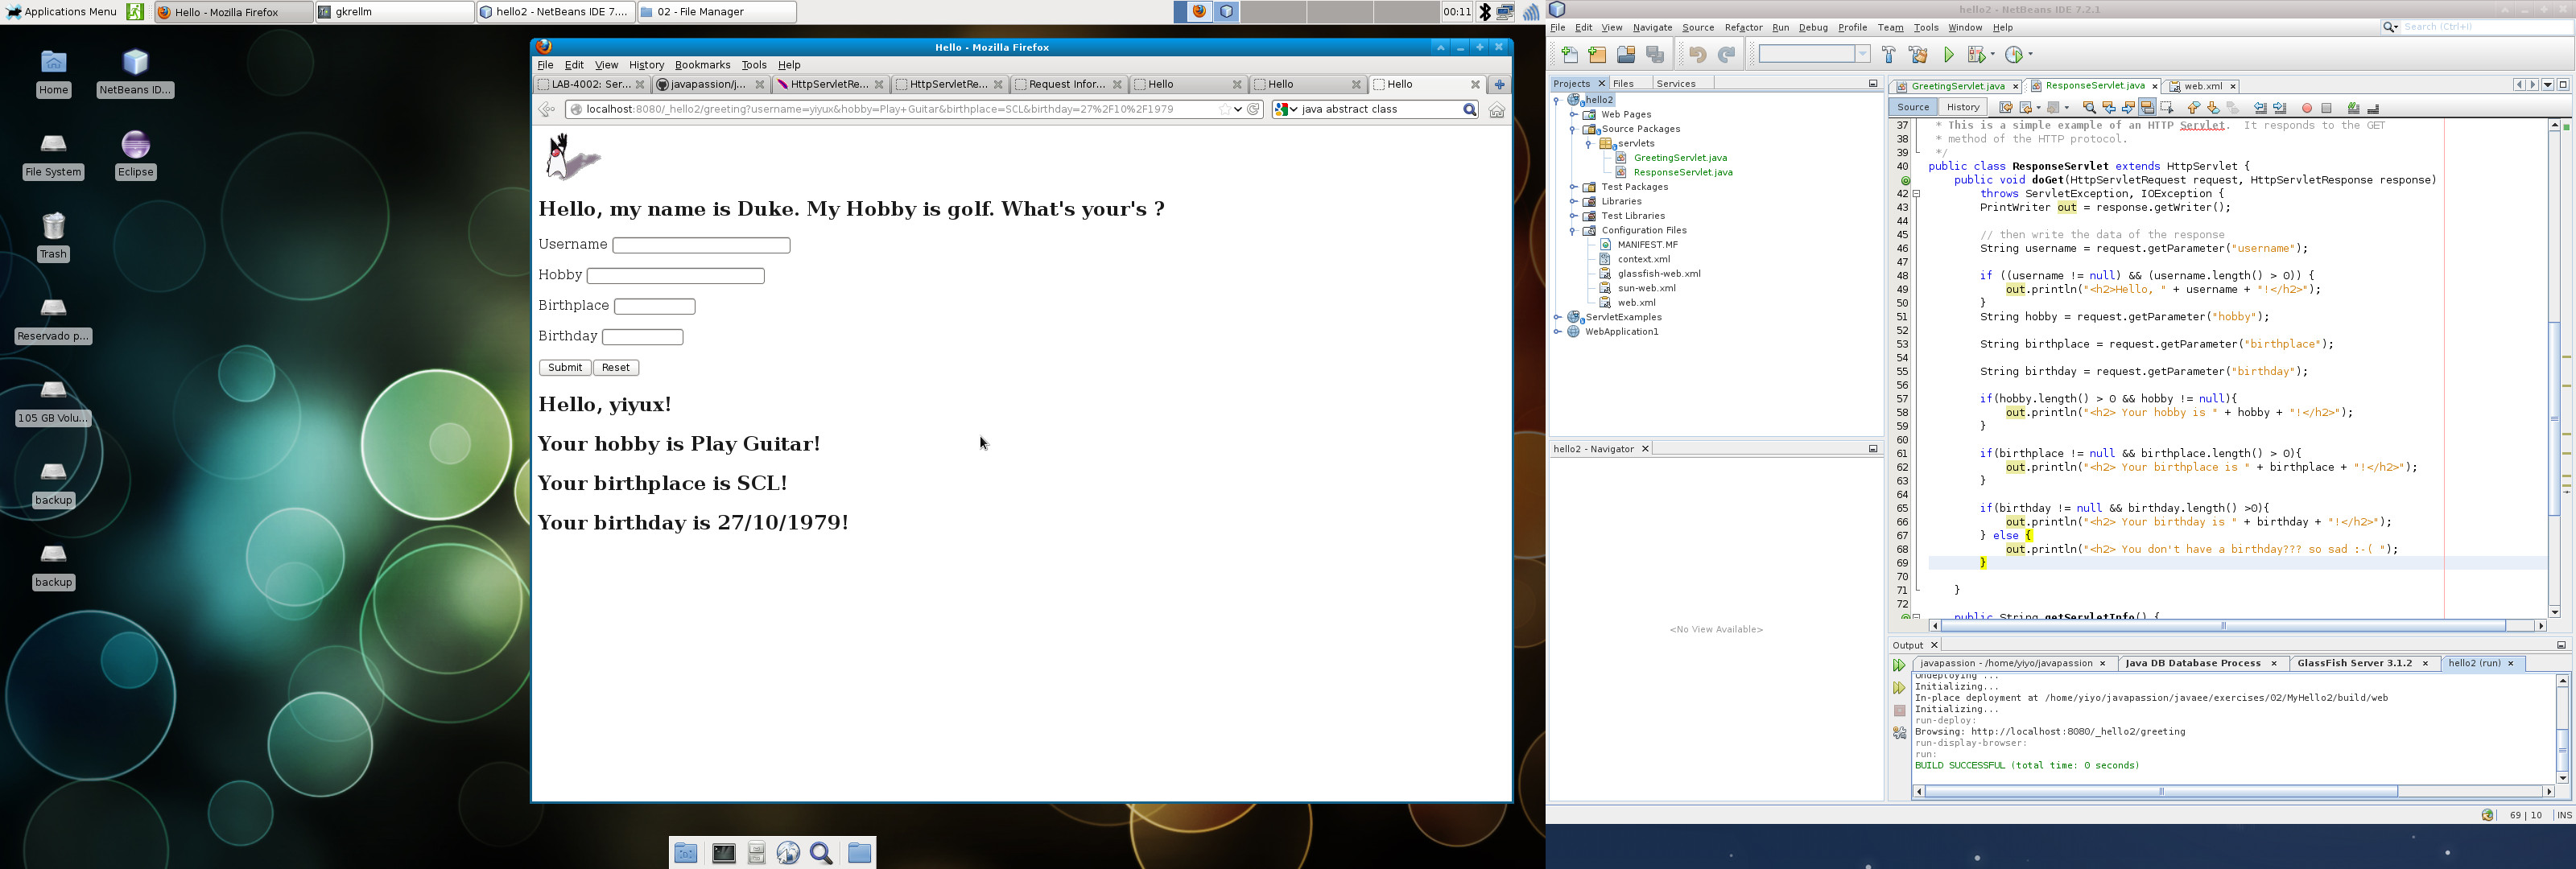 Applications Menu
Hello - Mozilla Firefox
gkrellm
hello2 - NetBeans IDE 7....
02 - File Manager
00:11
Home
NetBeans ID...
File System
Eclipse
Trash
Reservado p...
105 GB Volu...
backup
backup
Hello - Mozilla Firefox
File Edit View History Bookmarks Tools Help
LAB-4002: Ser...
javapassion/j...
HttpServletRe...
HttpServletRe...
Request Infor...
Hello
Hello
Hello
localhost:8080/_hello2/greeting?username=yiyux&hobby=Play+Guitar&birthplace=SCL&birthday=27%2F10%2F1979
java abstract class
Hello, my name is Duke. My Hobby is golf. What's your's ?
Username
Hobby
Birthplace
Birthday
Submit Reset
Hello, yiyux!
Your hobby is Play Guitar!
Your birthplace is SCL!
Your birthday is 27/10/1979!
hello2 - NetBeans IDE 7.2.1
File Edit View Navigate Source Refactor Run Debug Profile Team Tools Window Help
Search (Ctrl+I)
Projects Files Services
hello2
Web Pages
Source Packages
servlets
GreetingServlet.java
ResponseServlet.java
Test Packages
Libraries
Test Libraries
Configuration Files
MANIFEST.MF
context.xml
glassfish-web.xml
sun-web.xml
web.xml
ServletExamples
WebApplication1
hello2 - Navigator
<No View Available>
GreetingServlet.java ResponseServlet.java web.xml
Source History
37 * This is a simple example of an HTTP Servlet. It responds to the GET
38 * method of the HTTP protocol.
39 */
40 public class ResponseServlet extends HttpServlet {
public void doGet(HttpServletRequest request, HttpServletResponse response)
42 throws ServletException, IOException {
43 PrintWriter out = response.getWriter();
44
45 // then write the data of the response
46 String username = request.getParameter("username");
47
48 if ((username != null) && (username.length() > 0)) {
49 out.println("<h2>Hello, " + username + "!</h2>");
50 }
51 String hobby = request.getParameter("hobby");
52
53 String birthplace = request.getParameter("birthplace");
54
55 String birthday = request.getParameter("birthday");
56
57 if(hobby.length() > 0 && hobby != null){
58 out.println("<h2> Your hobby is " + hobby + "!</h2>");
59 }
60
61 if(birthplace != null && birthplace.length() > 0){
62 out.println("<h2> Your birthplace is " + birthplace + "!</h2>");
63 }
64
65 if(birthday != null && birthday.length() >0){
66 out.println("<h2> Your birthday is " + birthday + "!</h2>");
67 } else {
68 out.println("<h2> You don't have a birthday??? so sad :-( ");
69 }
70
71 }
72
public String getServletInfo() {
Output
javapassion - /home/yiyo/javapassion Java DB Database Process GlassFish Server 3.1.2 hello2 (run)
Undeploying ...
Initializing...
In-place deployment at /home/yiyo/javapassion/javaee/exercises/02/MyHello2/build/web
Initializing...
run-deploy:
Browsing: http://localhost:8080/_hello2/greeting
run-display-browser:
run:
BUILD SUCCESSFUL (total time: 0 seconds)
69 | 10 INS